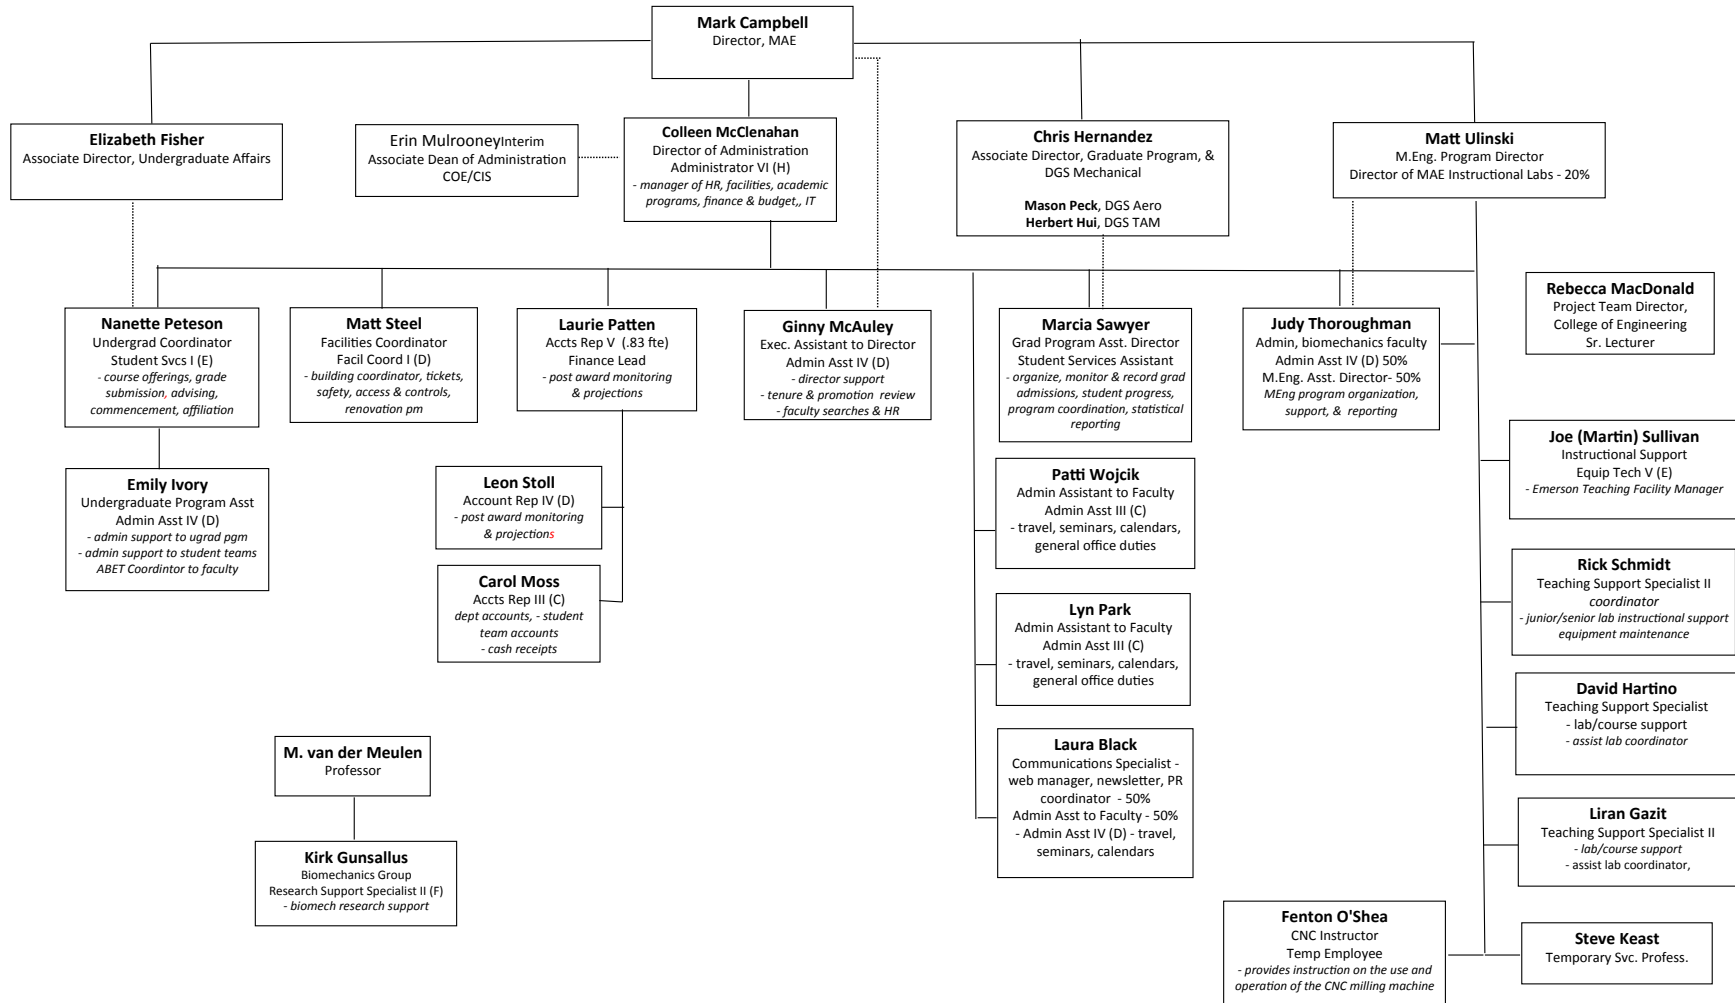 Mark Campbell
Director, MAE
Elizabeth Fisher
Associate Director, Undergraduate Affairs
Erin MulrooneyInterim
Associate Dean of Administration
COE/CIS
Colleen McClenahan
Director of Administration
Administrator VI (H)
- manager of HR, facilities, academic
programs, finance & budget,, IT
Chris Hernandez
Associate Director, Graduate Program, &
DGS Mechanical
Mason Peck, DGS Aero
Herbert Hui, DGS TAM
Matt Ulinski
M.Eng. Program Director
Director of MAE Instructional Labs - 20%
Nanette Peteson
Undergrad Coordinator
Student Svcs I (E)
- course offerings, grade
submission, advising,
commencement, affiliation
Matt Steel
Facilities Coordinator
Facil Coord I (D)
- building coordinator, tickets,
safety, access & controls,
renovation pm
Laurie Patten
Accts Rep V (.83 fte)
Finance Lead
- post award monitoring
& projections
Ginny McAuley
Exec. Assistant to Director
Admin Asst IV (D)
- director support
- tenure & promotion review
- faculty searches & HR
Marcia Sawyer
Grad Program Asst. Director
Student Services Assistant
- organize, monitor & record grad
admissions, student progress,
program coordination, statistical
reporting
Judy Thoroughman
Admin, biomechanics faculty
Admin Asst IV (D) 50%
M.Eng. Asst. Director- 50%
MEng program organization,
support, & reporting
Rebecca MacDonald
Project Team Director,
College of Engineering
Sr. Lecturer
Emily Ivory
Undergraduate Program Asst
Admin Asst IV (D)
- admin support to ugrad pgm
- admin support to student teams
ABET Coordintor to faculty
Leon Stoll
Account Rep IV (D)
- post award monitoring
& projections
Carol Moss
Accts Rep III (C)
dept accounts, - student
team accounts
- cash receipts
Patti Wojcik
Admin Assistant to Faculty
Admin Asst III (C)
- travel, seminars, calendars,
general office duties
Lyn Park
Admin Assistant to Faculty
Admin Asst III (C)
- travel, seminars, calendars,
general office duties
Laura Black
Communications Specialist -
web manager, newsletter, PR
coordinator - 50%
Admin Asst to Faculty - 50%
- Admin Asst IV (D) - travel,
seminars, calendars
Joe (Martin) Sullivan
Instructional Support
Equip Tech V (E)
- Emerson Teaching Facility Manager
Rick Schmidt
Teaching Support Specialist II
coordinator
- junior/senior lab instructional support
equipment maintenance
David Hartino
Teaching Support Specialist
- lab/course support
- assist lab coordinator
Liran Gazit
Teaching Support Specialist II
- lab/course support
- assist lab coordinator,
M. van der Meulen
Professor
Kirk Gunsallus
Biomechanics Group
Research Support Specialist II (F)
- biomech research support
Fenton O'Shea
CNC Instructor
Temp Employee
- provides instruction on the use and
operation of the CNC milling machine
Steve Keast
Temporary Svc. Profess.